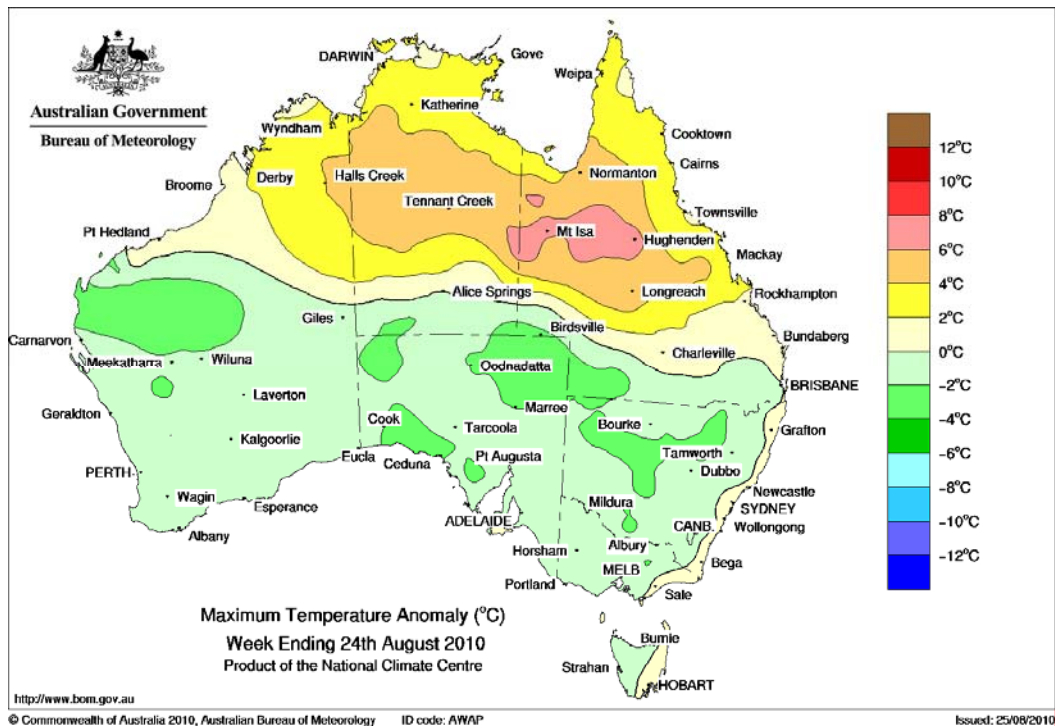 Australian Government
Bureau of Meteorology
DARWIN
Gove
Weipa
Katherine
Wyndham
Cooktown
Cairns
Derby
Halls Creek
Normanton
Broome
Tennant Creek
Townsville
Pt Hedland
Mt Isa
Hughenden
Mackay
Alice Springs
Longreach
Rockhampton
Giles
Birdsville
Bundaberg
Carnarvon
Meekatharra
Wiluna
Oodnadatta
Charleville
BRISBANE
Laverton
Marree
Geraldton
Cook
Tarcoola
Bourke
Grafton
Kalgoorlie
Eucla
Ceduna
Pt Augusta
Tamworth
Dubbo
PERTH
Wagin
Esperance
Mildura
Newcastle
SYDNEY
ADELAIDE
CANB.
Wollongong
Albany
Horsham
Albury
MELB
Bega
Portland
Sale
Burnie
Strahan
HOBART
12°C
10°C
8°C
6°C
4°C
2°C
0°C
-2°C
-4°C
-6°C
-8°C
-10°C
-12°C
Maximum Temperature Anomaly (°C)
Week Ending 24th August 2010
Product of the National Climate Centre
http://www.bom.gov.au
© Commonwealth of Australia 2010, Australian Bureau of Meteorology ID code: AWAP Issued: 25/08/2010